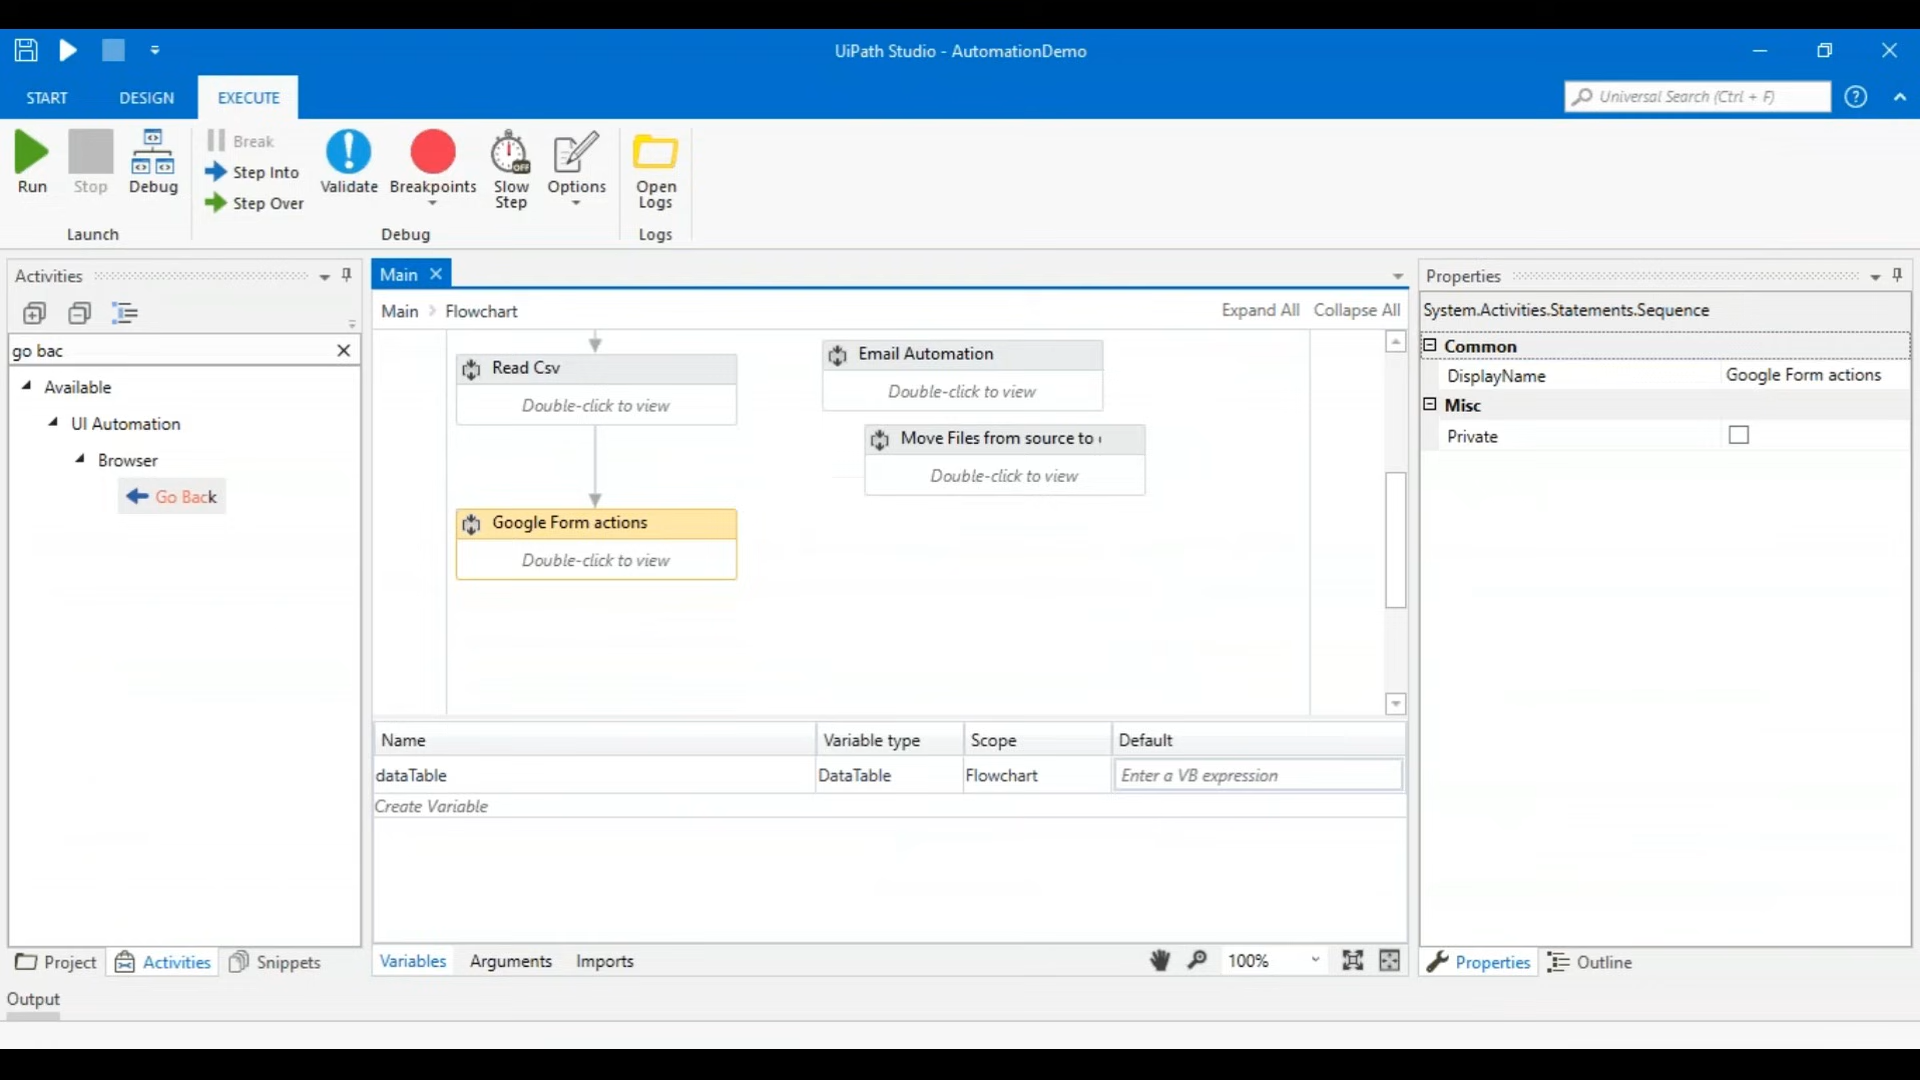 UiPath Studio - AutomationDemo
START DESIGN EXECUTE Universal Search (Ctrl + F)
Run Stop Debug Break Step Into Step Over Validate Breakpoints Slow Step Options Open Logs
Launch Debug Logs
Activities
go bac
Available
UI Automation
Browser
Go Back
Main
Main Flowchart Expand All Collapse All
Read Csv
Double-click to view
Email Automation
Double-click to view
Move Files from source to
Double-click to view
Google Form actions
Double-click to view
Name Variable type Scope Default
dataTable DataTable Flowchart Enter a VB expression
Create Variable
Variables Arguments Imports 100%
Properties
System.Activities.Statements.Sequence
Common
DisplayName Google Form actions
Misc
Private
Project Activities Snippets
Properties Outline
Output